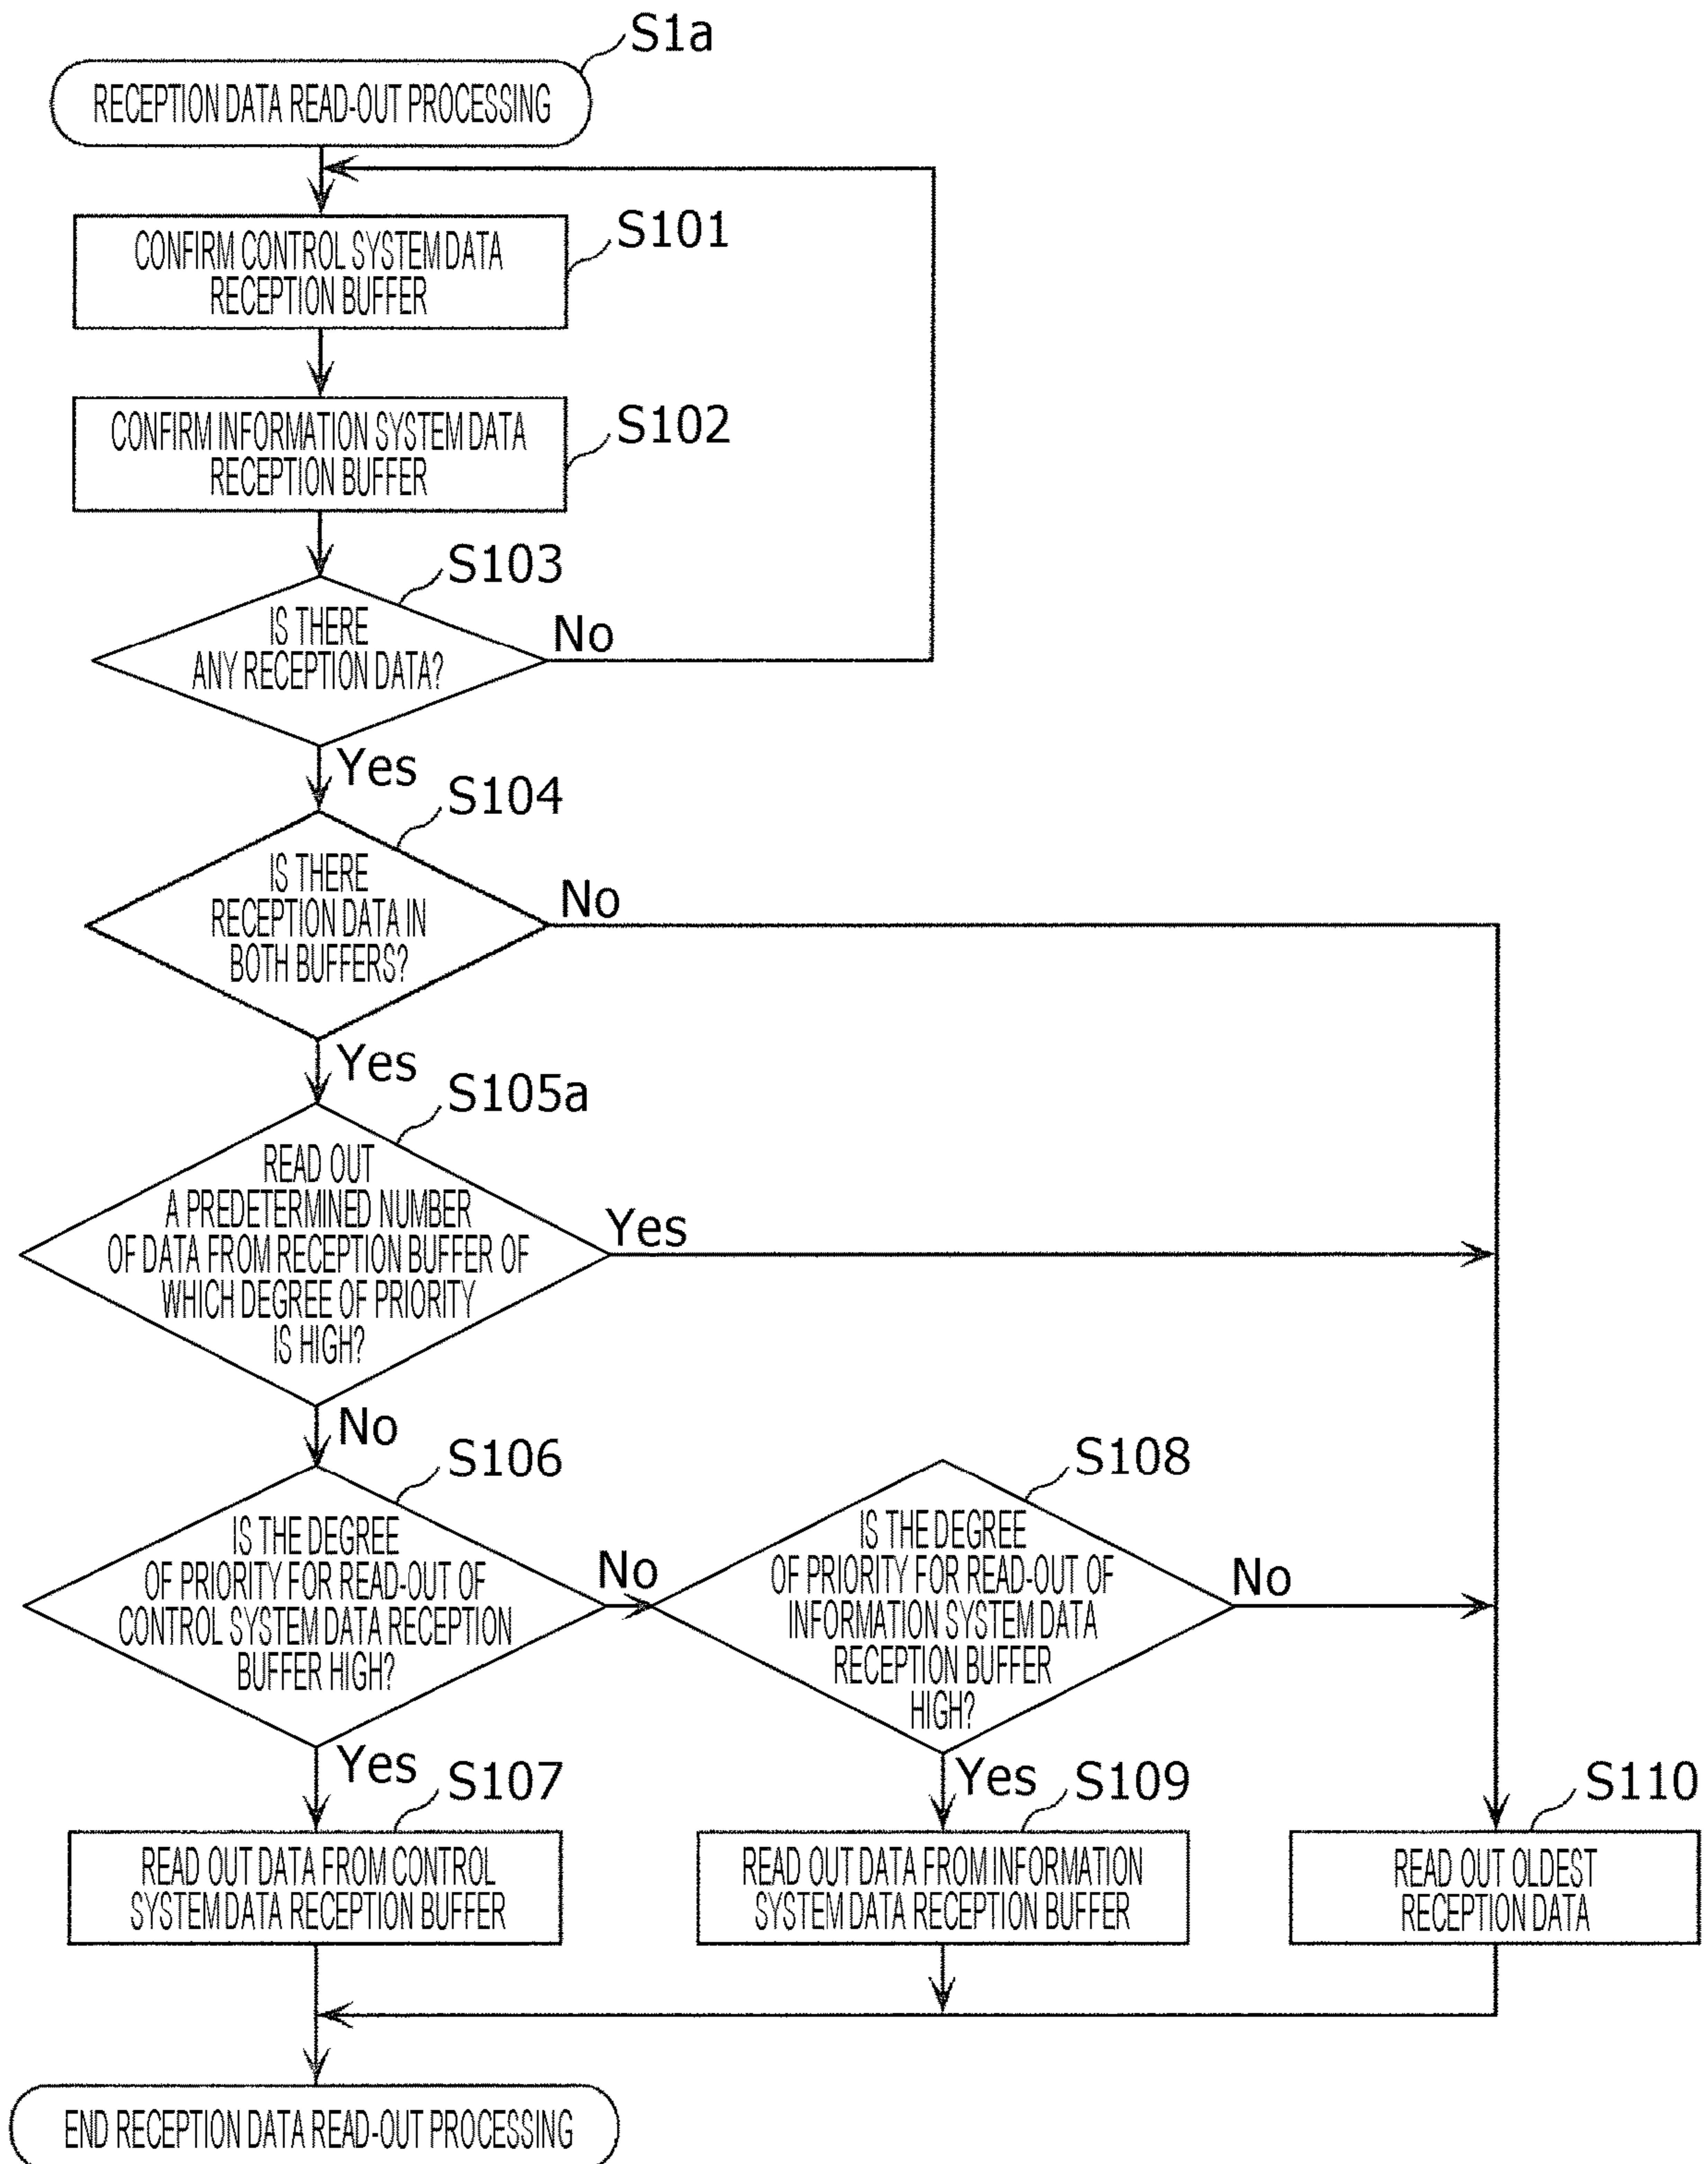 S1a
RECEPTION DATA READ-OUT PROCESSING
S101
CONFIRM CONTROL SYSTEM DATA
RECEPTION BUFFER
S102
CONFIRM INFORMATION SYSTEM DATA
RECEPTION BUFFER
S103
IS THERE
ANY RECEPTION DATA?
No
Yes
S104
IS THERE
RECEPTION DATA IN
BOTH BUFFERS?
No
Yes
S105a
READ OUT
A PREDETERMINED NUMBER
OF DATA FROM RECEPTION BUFFER OF
WHICH DEGREE OF PRIORITY
IS HIGH?
Yes
No
S106
IS THE DEGREE
OF PRIORITY FOR READ-OUT OF
CONTROL SYSTEM DATA RECEPTION
BUFFER HIGH?
No
Yes
S108
IS THE DEGREE
OF PRIORITY FOR READ-OUT OF
INFORMATION SYSTEM DATA
RECEPTION BUFFER
HIGH?
No
Yes
S107
READ OUT DATA FROM CONTROL
SYSTEM DATA RECEPTION BUFFER
S109
READ OUT DATA FROM INFORMATION
SYSTEM DATA RECEPTION BUFFER
S110
READ OUT OLDEST
RECEPTION DATA
END RECEPTION DATA READ-OUT PROCESSING